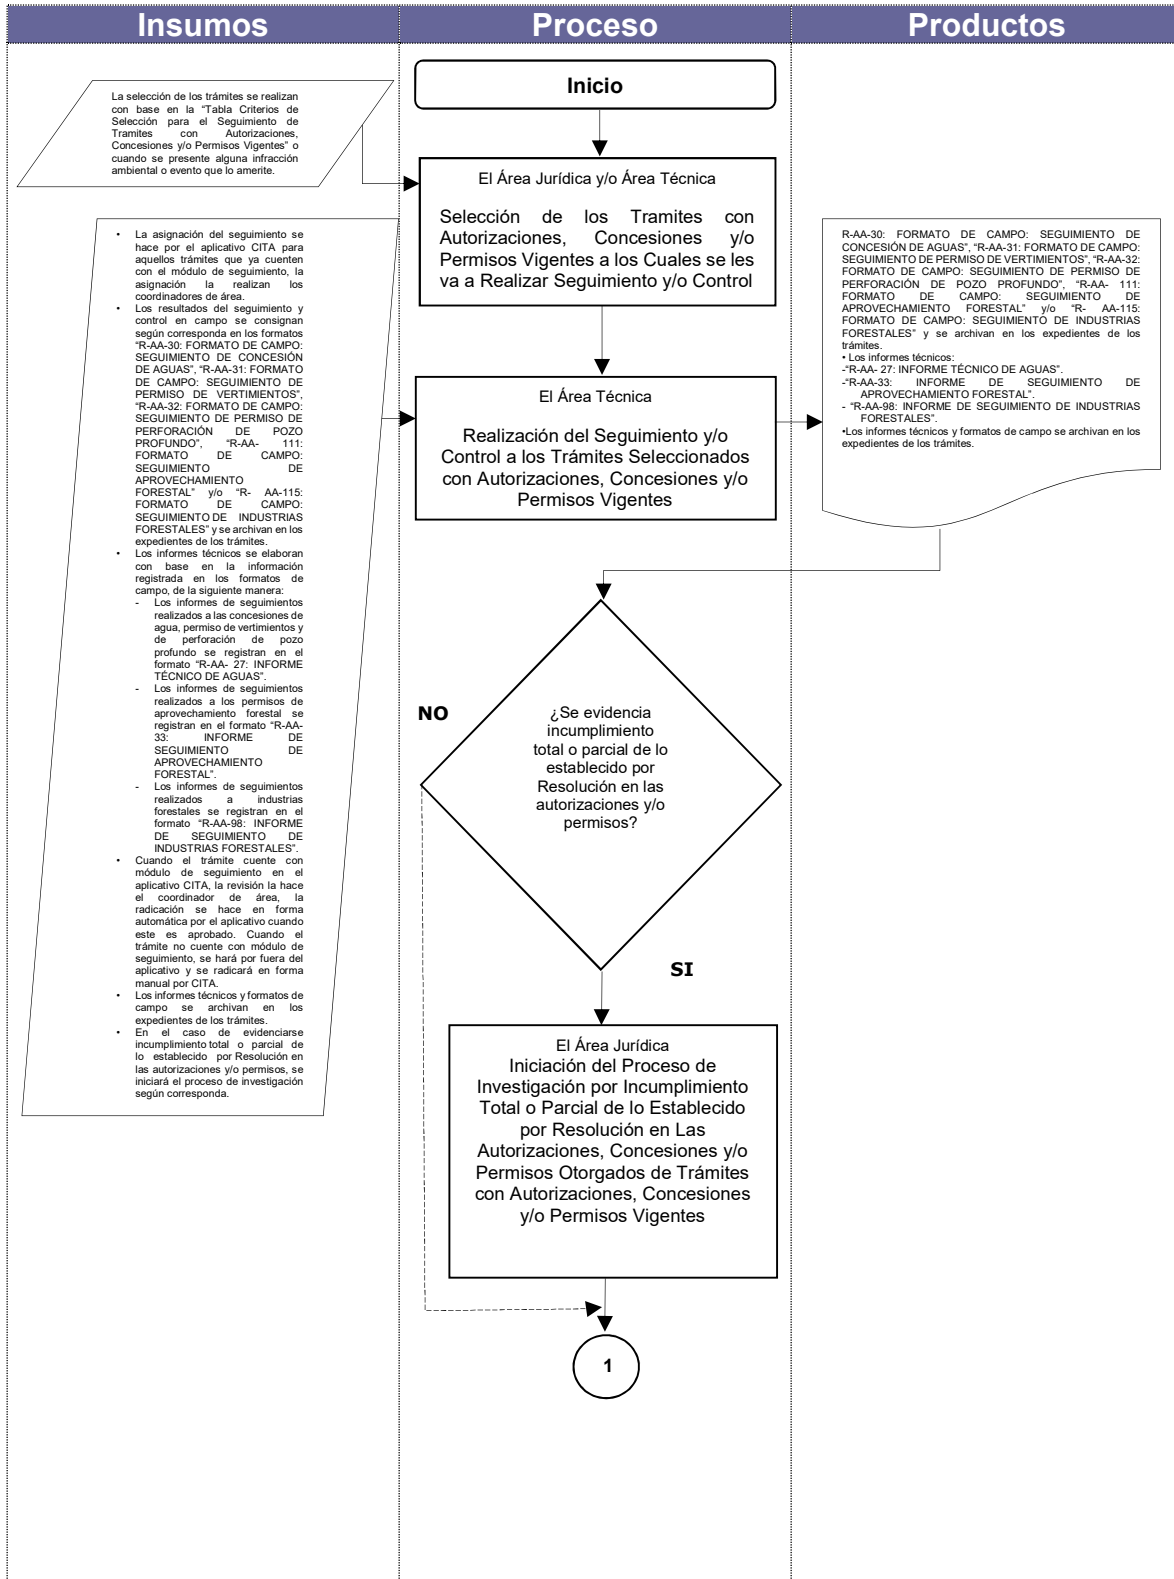 Insumos
Proceso
Productos
Inicio
La selección de los trámites se realizan
con base en la “Tabla Criterios de
Selección para el Seguimiento de
Tramites con Autorizaciones,
Concesiones y/o Permisos Vigentes” o
cuando se presente alguna infracción
ambiental o evento que lo amerite.
El Área Jurídica y/o Área Técnica
Selección de los Tramites con
Autorizaciones, Concesiones y/o
Permisos Vigentes a los Cuales se les
va a Realizar Seguimiento y/o Control
• La asignación del seguimiento se
hace por el aplicativo CITA para
aquellos trámites que ya cuenten
con el módulo de seguimiento, la
asignación la realizan los
coordinadores de área.
• Los resultados del seguimiento y
control en campo se consignan
según corresponda en los formatos
“R-AA-30: FORMATO DE CAMPO:
SEGUIMIENTO DE CONCESIÓN
DE AGUAS”, “R-AA-31: FORMATO
DE CAMPO: SEGUIMIENTO DE
PERMISO DE VERTIMIENTOS”,
“R-AA-32: FORMATO DE CAMPO:
SEGUIMIENTO DE PERMISO DE
PERFORACIÓN DE POZO
PROFUNDO”, “R-AA- 111:
FORMATO DE CAMPO:
SEGUIMIENTO DE
APROVECHAMIENTO
FORESTAL” y/o “R- AA-115:
FORMATO DE CAMPO:
SEGUIMIENTO DE INDUSTRIAS
FORESTALES” y se archivan en los
expedientes de los trámites.
• Los informes técnicos se elaboran
con base en la información
registrada en los formatos de
campo, de la siguiente manera:
- Los informes de seguimientos
realizados a las concesiones de
agua, permiso de vertimientos y
de perforación de pozo
profundo se registran en el
formato “R-AA- 27: INFORME
TÉCNICO DE AGUAS”.
- Los informes de seguimientos
realizados a los permisos de
aprovechamiento forestal se
registran en el formato “R-AA-
33: INFORME DE
SEGUIMIENTO DE
APROVECHAMIENTO
FORESTAL”.
- Los informes de seguimientos
realizados a industrias
forestales se registran en el
formato “R-AA-98: INFORME
DE SEGUIMIENTO DE
INDUSTRIAS FORESTALES”.
• Cuando el trámite cuente con
módulo de seguimiento en el
aplicativo CITA, la revisión la hace
el coordinador de área, la
radicación se hace en forma
automática por el aplicativo cuando
este es aprobado. Cuando el
trámite no cuente con módulo de
seguimiento, se hará por fuera del
aplicativo y se radicará en forma
manual por CITA.
• Los informes técnicos y formatos de
campo se archivan en los
expedientes de los trámites.
• En el caso de evidenciarse
incumplimiento total o parcial de
lo establecido por Resolución en
las autorizaciones y/o permisos, se
iniciará el proceso de investigación
según corresponda.
El Área Técnica
Realización del Seguimiento y/o
Control a los Trámites Seleccionados
con Autorizaciones, Concesiones y/o
Permisos Vigentes
R-AA-30: FORMATO DE CAMPO: SEGUIMIENTO DE
CONCESIÓN DE AGUAS”, “R-AA-31: FORMATO DE CAMPO:
SEGUIMIENTO DE PERMISO DE VERTIMIENTOS”, “R-AA-32:
FORMATO DE CAMPO: SEGUIMIENTO DE PERMISO DE
PERFORACIÓN DE POZO PROFUNDO”, “R-AA- 111:
FORMATO DE CAMPO: SEGUIMIENTO DE
APROVECHAMIENTO FORESTAL” y/o “R- AA-115:
FORMATO DE CAMPO: SEGUIMIENTO DE INDUSTRIAS
FORESTALES” y se archivan en los expedientes de los
trámites.
• Los informes técnicos:
-“R-AA- 27: INFORME TÉCNICO DE AGUAS”.
-“R-AA-33: INFORME DE SEGUIMIENTO DE
APROVECHAMIENTO FORESTAL”.
- “R-AA-98: INFORME DE SEGUIMIENTO DE INDUSTRIAS
FORESTALES”.
•Los informes técnicos y formatos de campo se archivan en los
expedientes de los trámites.
NO
¿Se evidencia
incumplimiento
total o parcial de lo
establecido por
Resolución en las
autorizaciones y/o
permisos?
SI
El Área Jurídica
Iniciación del Proceso de
Investigación por Incumplimiento
Total o Parcial de lo Establecido
por Resolución en Las
Autorizaciones, Concesiones y/o
Permisos Otorgados de Trámites
con Autorizaciones, Concesiones
y/o Permisos Vigentes
1